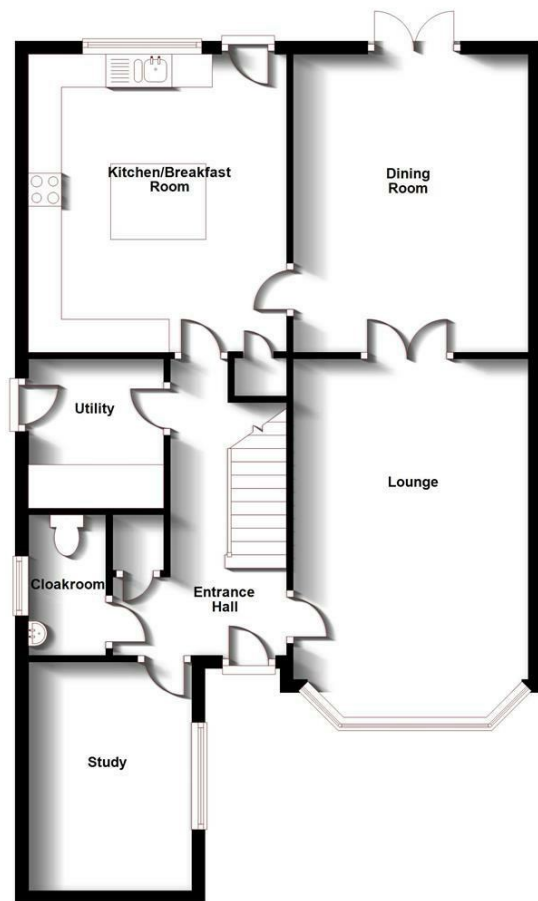 Kitchen/Breakfast
Room
Dining
Room
Utility
Lounge
Cloakroom
Entrance
Hall
Study